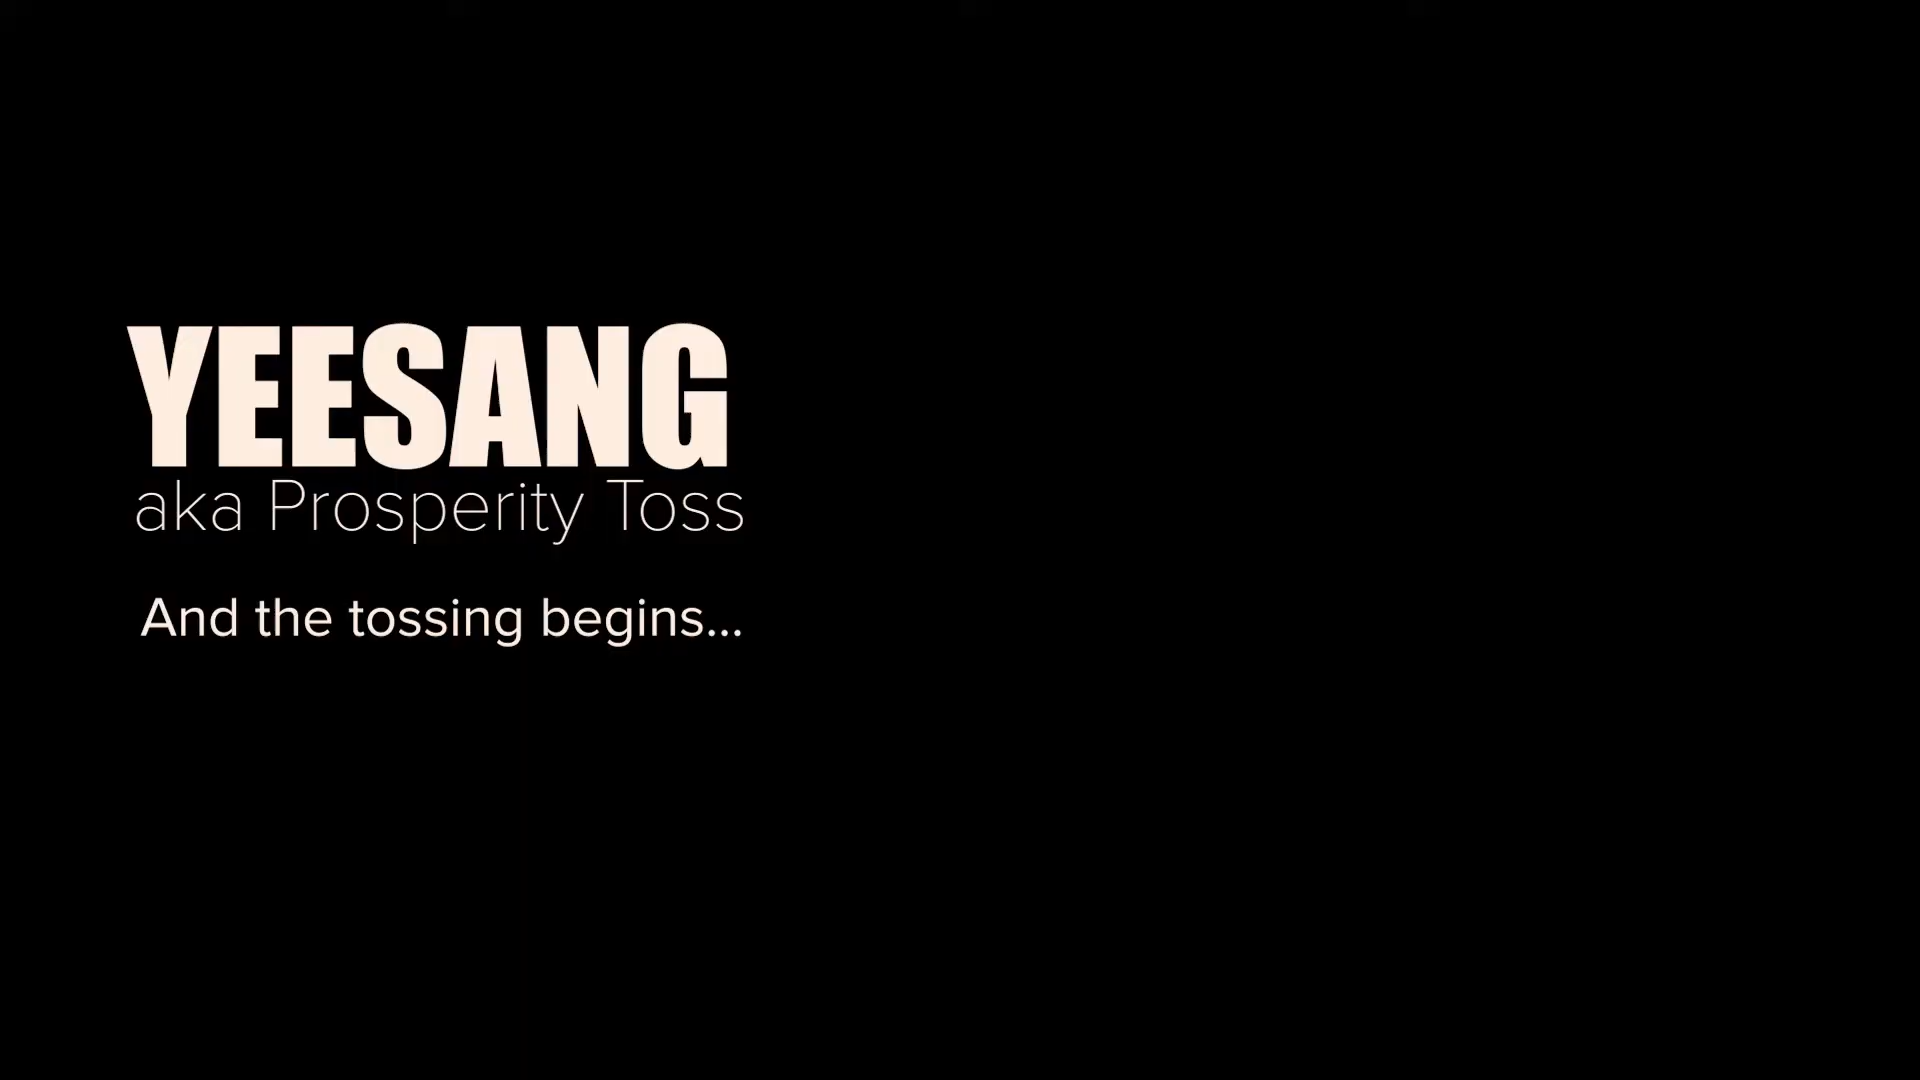 YEESANG
aka Prosperity Toss
And the tossing begins...